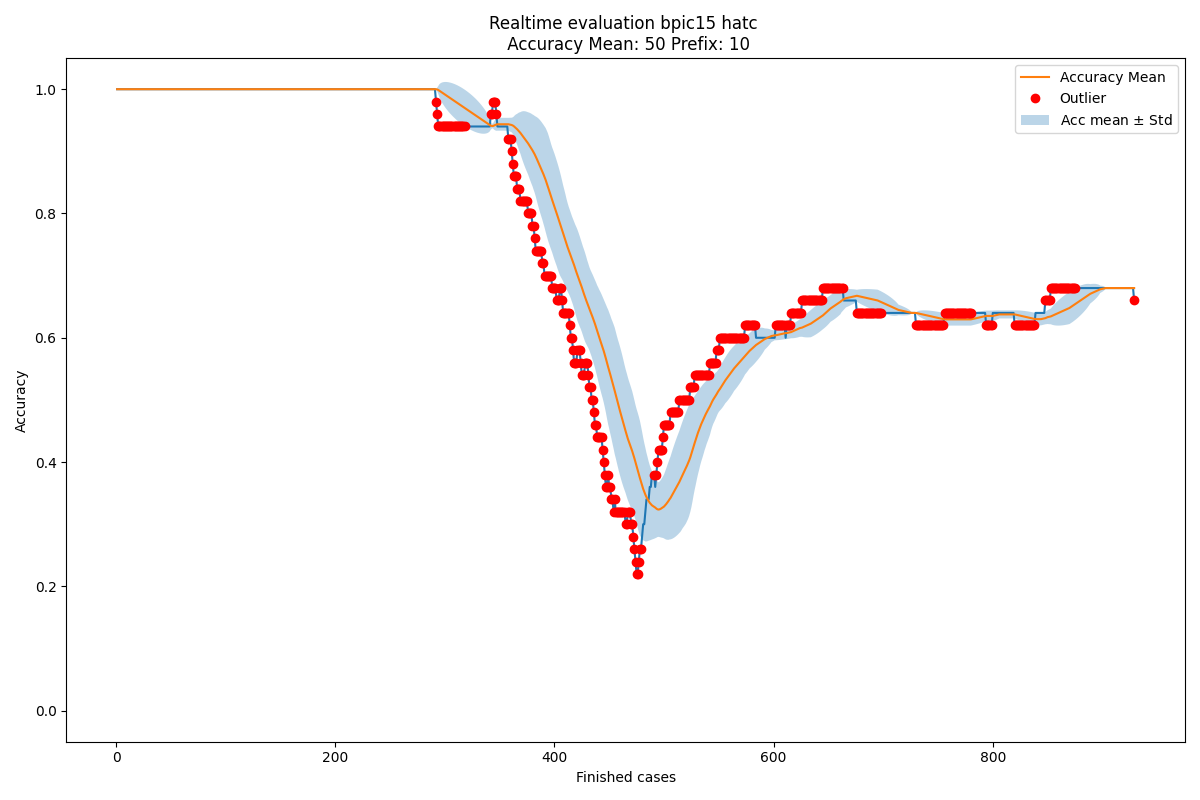 Realtime evaluation bpic15 hatc
Accuracy Mean: 50 Prefix: 10
Accuracy Mean
Outlier
Acc mean ± Std
1.0
0.8
0.6
0.4
0.2
0.0
Accuracy
0 200 400 600 800
Finished cases